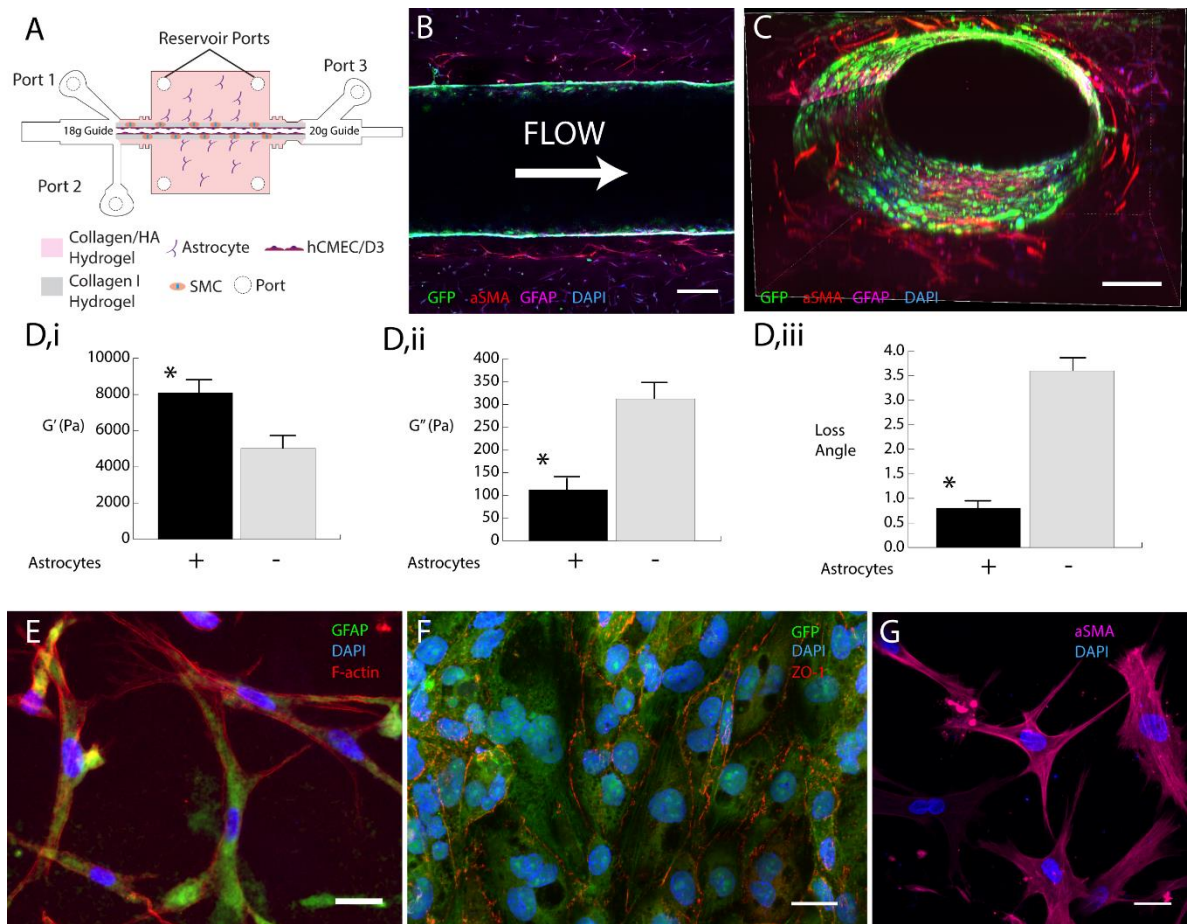 A
Reservoir Ports
Port 1
Port 3
18g Guide
20g Guide
Port 2
Collagen/HA
Hydrogel
Astrocyte
hCMEC/D3
Collagen I
Hydrogel
SMC
Port
B
FLOW
GFP aSMA GFAP DAPI
C
GFP aSMA GFAP DAPI
D,i
10000
8000
6000
4000
2000
0
G' (Pa)
*
Astrocytes + -
D,ii
400
350
300
250
200
150
100
50
0
G" (Pa)
*
Astrocytes + -
D,iii
4.0
3.5
3.0
2.5
2.0
1.5
1.0
0.5
0.0
Loss
Angle
*
Astrocytes + -
E
GFAP
DAPI
F-actin
F
GFP
DAPI
ZO-1
G
aSMA
DAPI